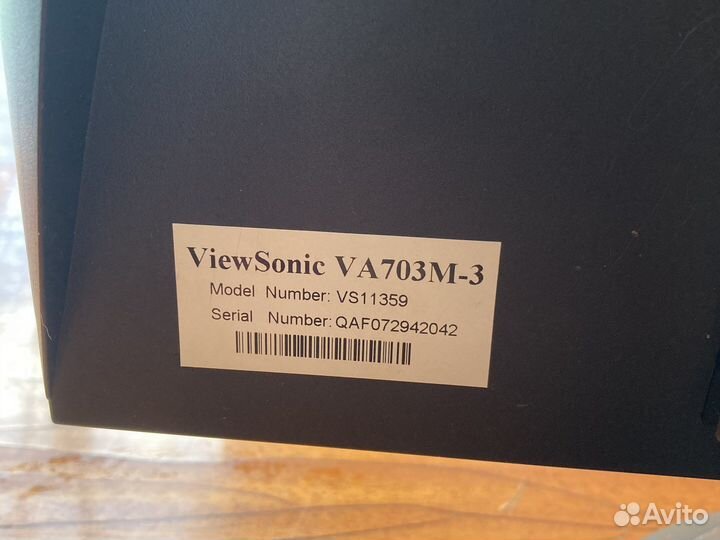 ViewSonic VA703M-3
Model Number: VS11359
Serial Number: QAF072942042
Avito